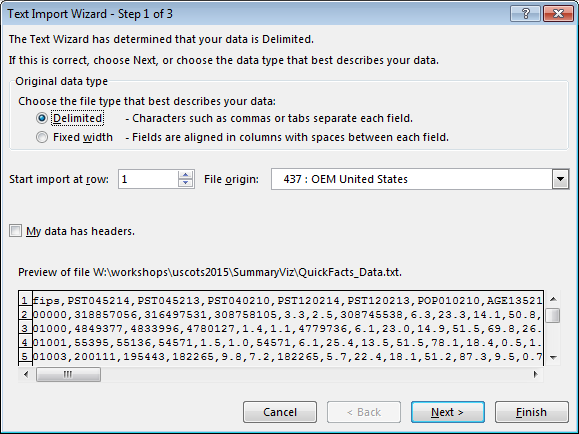 Text Import Wizard - Step 1 of 3
The Text Wizard has determined that your data is Delimited.
If this is correct, choose Next, or choose the data type that best describes your data.
Original data type
Choose the file type that best describes your data:
Delimited - Characters such as commas or tabs separate each field.
Fixed width - Fields are aligned in columns with spaces between each field.
Start import at row: 1 File origin: 437 : OEM United States
My data has headers.
Preview of file W:\workshops\uscots2015\SummaryViz\QuickFacts_Data.txt.
1 fips,PST045214,PST045213,PST040210,PST120214,PST120213,POP010210,AGE13521
2 00000,318857056,316497531,308758105,3.3,2.5,308745538,6.3,23.3,14.1,50.8,
3 01000,4849377,4833996,4780127,1.4,1.1,4779736,6.1,23.0,14.9,51.5,69.8,26.
4 01001,55395,55136,54571,1.5,1.0,54571,6.1,25.4,13.5,51.5,78.1,18.4,0.5,1.
5 01003,200111,195443,182265,9.8,7.2,182265,5.7,22.4,18.1,51.2,87.3,9.5,0.7
Cancel < Back Next > Finish